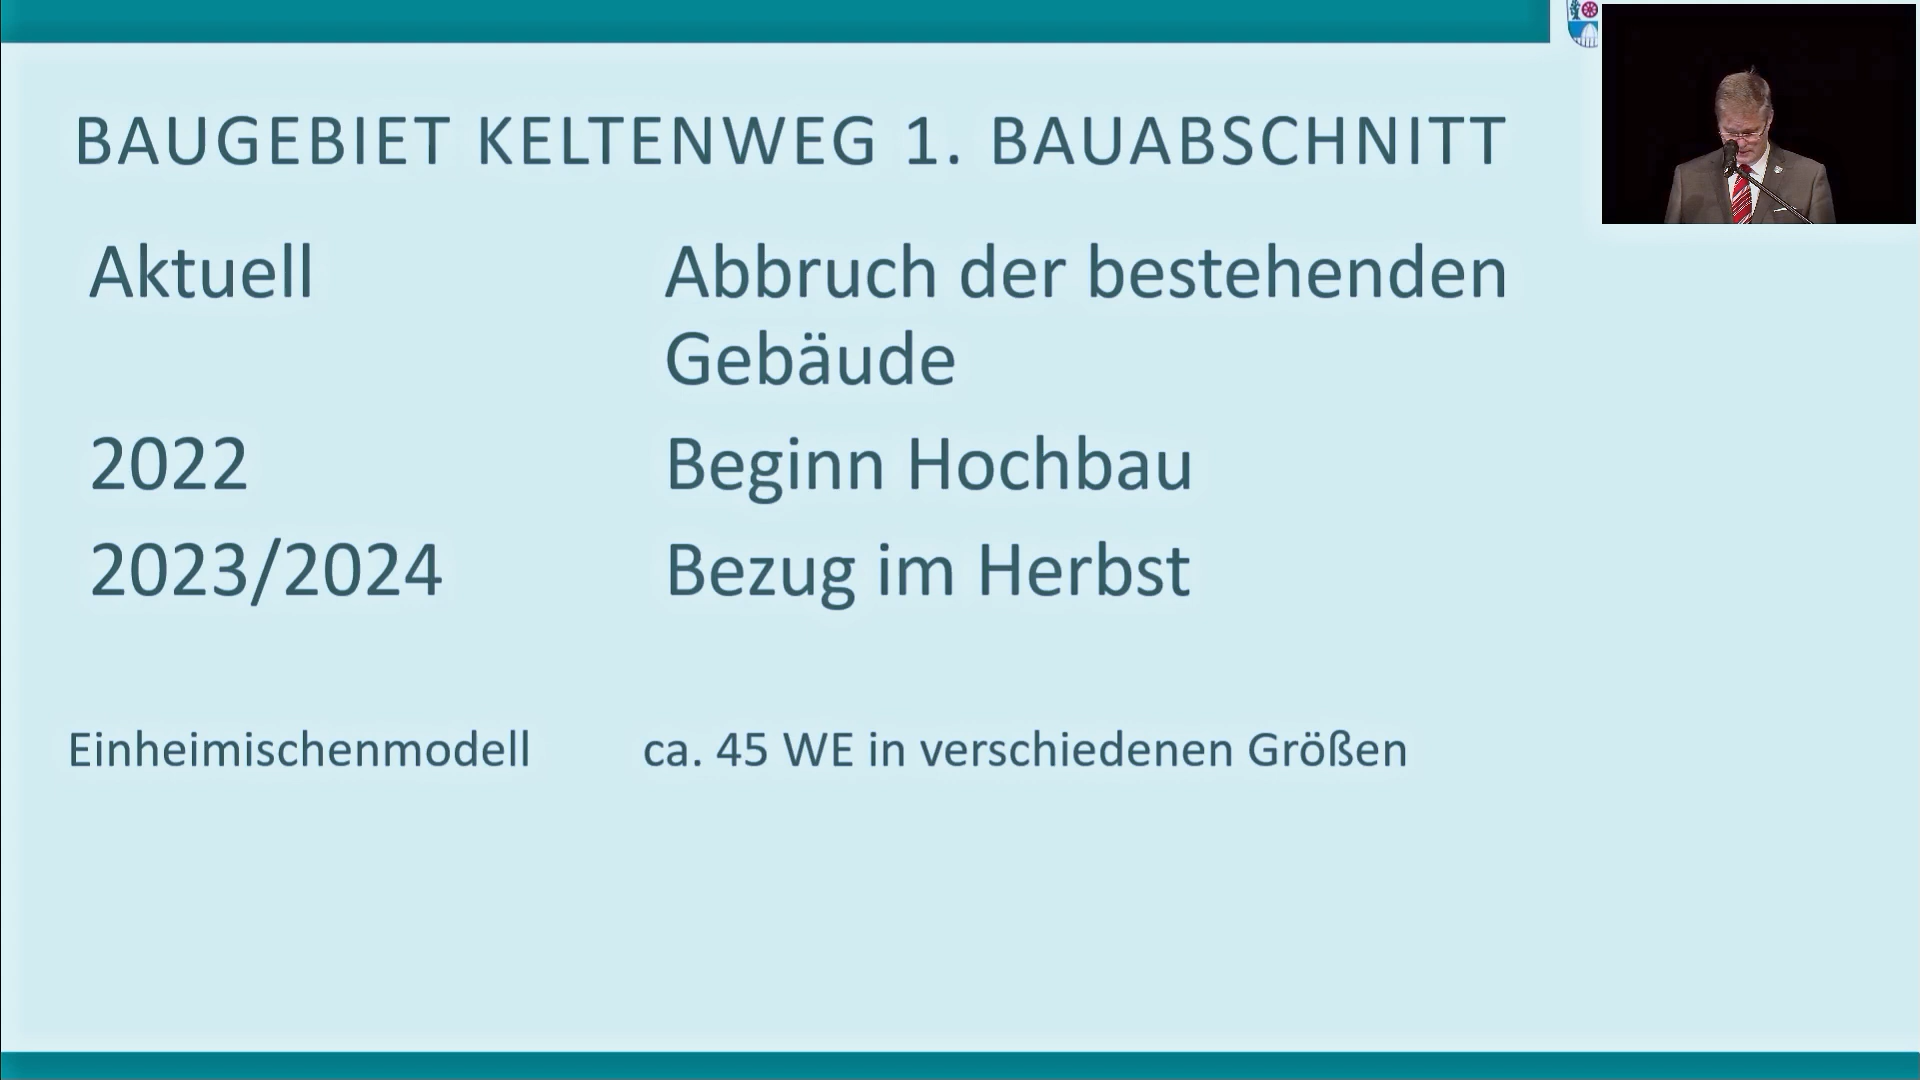 BAUGEBIET KELTENWEG 1. BAUABSCHNITT
Aktuell Abbruch der bestehenden
Gebäude
2022 Beginn Hochbau
2023/2024 Bezug im Herbst
Einheimischenmodell ca. 45 WE in verschiedenen Größen